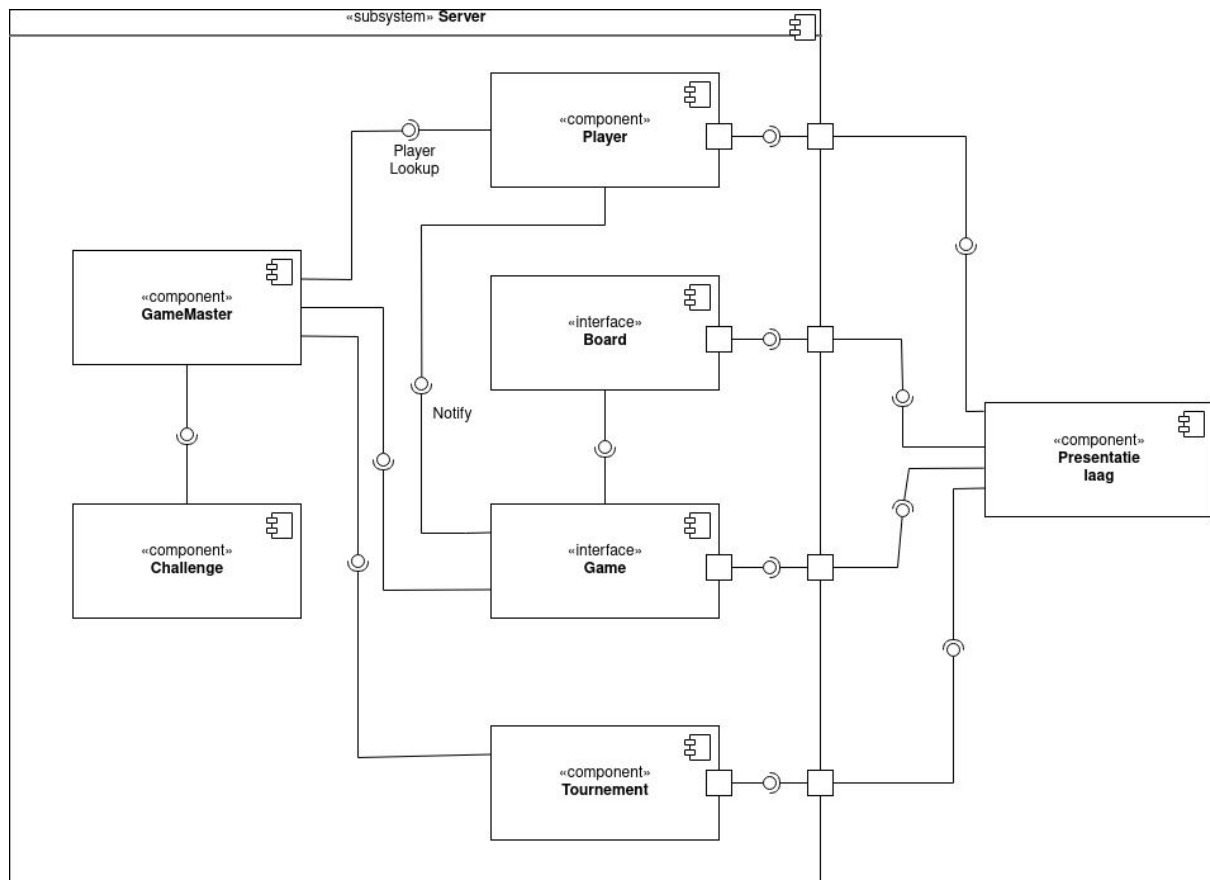 «subsystem» Server
«component»
Player
Player
Lookup
«component»
GameMaster
«interface»
Board
Notify
«component»
Presentatie
laag
«component»
Challenge
«interface»
Game
«component»
Tournement